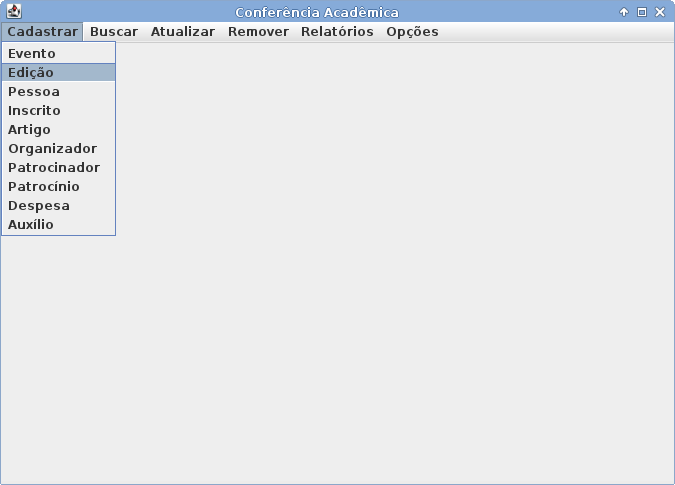 Conferência Acadêmica
Cadastrar Buscar Atualizar Remover Relatórios Opções
Evento
Edição
Pessoa
Inscrito
Artigo
Organizador
Patrocinador
Patrocínio
Despesa
Auxílio